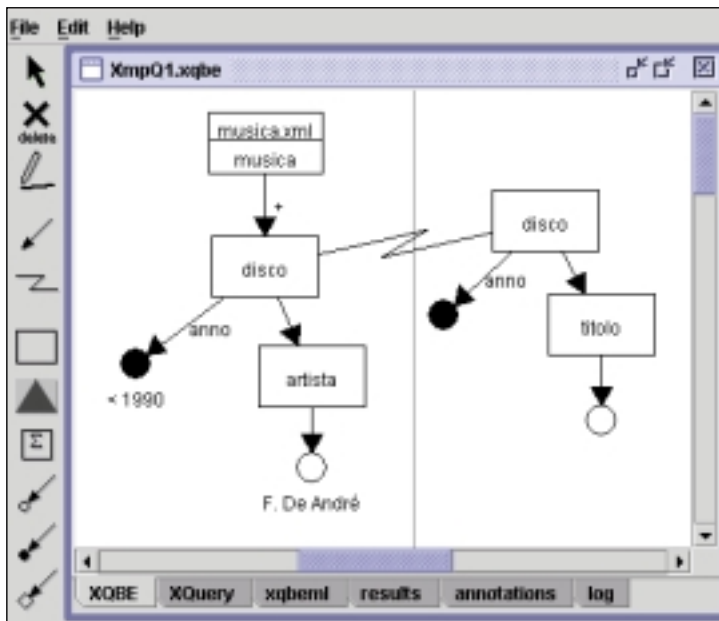 File Edit Help
XmpQ1.xqbe
delete
musica.xml
musica
+
disco
anno
< 1990
artista
F. De André
disco
anno
titolo
Σ
XQBE XQuery xqbeml results annotations log